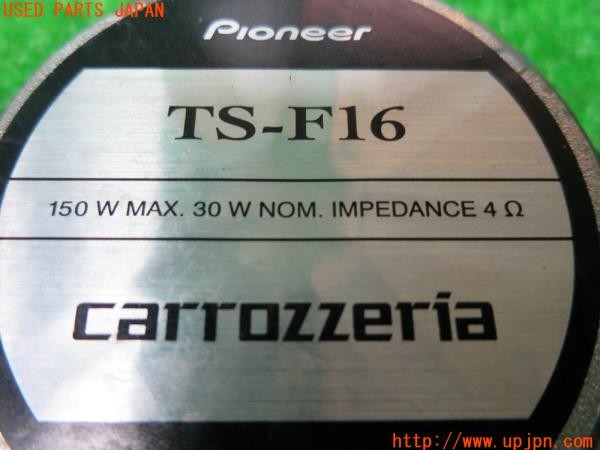 USED PARTS JAPAN
Pioneer
TS-F16
150 W MAX. 30 W NOM. IMPEDANCE 4 Ω
carrozzeria
http://www.upjpn.com/